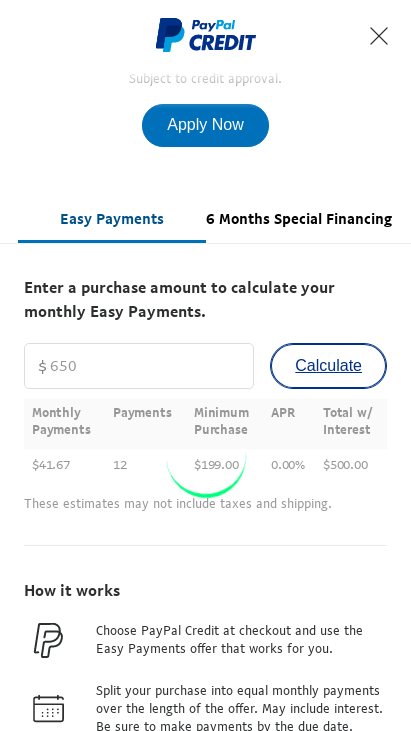 PayPal
CREDIT
Subject to credit approval.
Apply Now
Easy Payments
6 Months Special Financing
Enter a purchase amount to calculate your
monthly Easy Payments.
$ 650
Calculate
Monthly Payments Minimum APR Total w/
Payments Purchase Interest
$41.67 12 $199.00 0.00% $500.00
These estimates may not include taxes and shipping.
How it works
Choose PayPal Credit at checkout and use the
Easy Payments offer that works for you.
Split your purchase into equal monthly payments
over the length of the offer. May include interest.
Be sure to make payments by the due date.